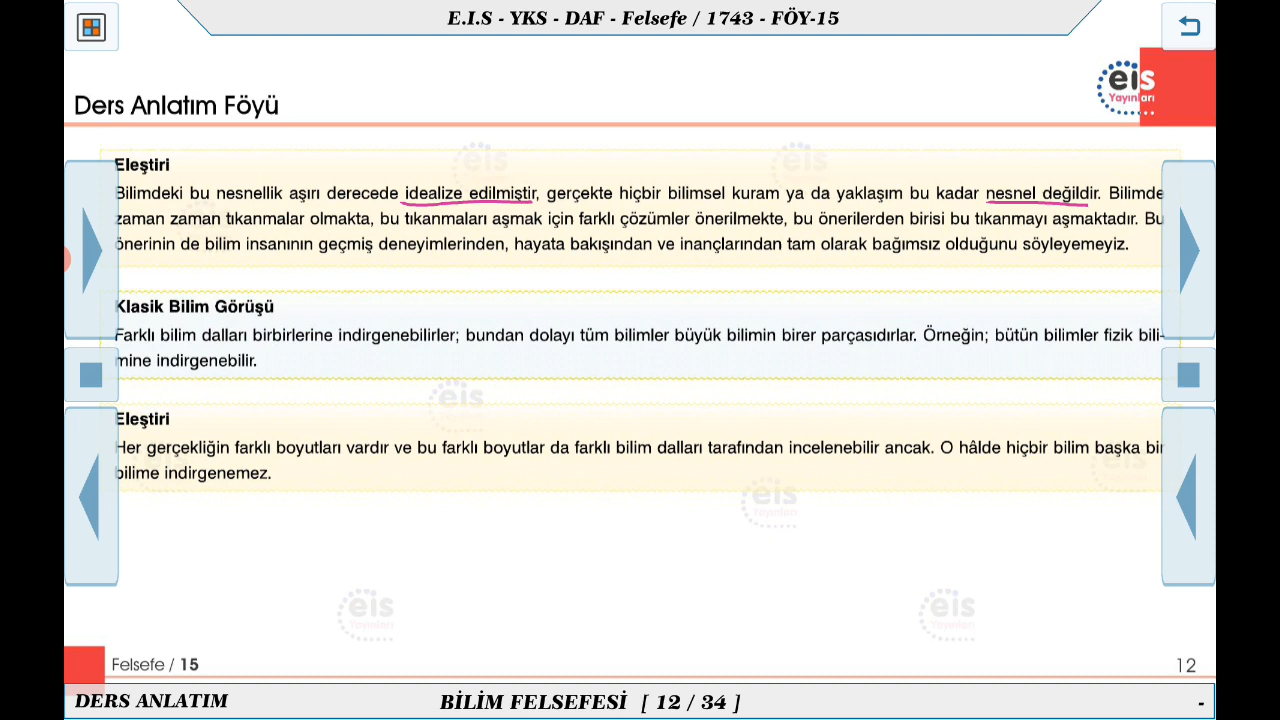 E.I.S - YKS - DAF - Felsefe / 1743 - FÖY-15
eis
Yayınları
Ders Anlatım Föyü
Eleştiri
Bilimdeki bu nesnellik aşırı derecede idealize edilmiştir, gerçekte hiçbir bilimsel kuram ya da yaklaşım bu kadar nesnel değildir. Bilimde
zaman zaman tıkanmalar olmakta, bu tıkanmaları aşmak için farklı çözümler önerilmekte, bu önerilerden birisi bu tıkanmayı aşmaktadır. Bu
önerinin de bilim insanının geçmiş deneyimlerinden, hayata bakışından ve inançlarından tam olarak bağımsız olduğunu söyleyemeyiz.
Klasik Bilim Görüşü
Farklı bilim dalları birbirlerine indirgenebilirler; bundan dolayı tüm bilimler büyük bilimin birer parçasıdırlar. Örneğin; bütün bilimler fizik bili-
mine indirgenebilir.
Eleştiri
Her gerçekliğin farklı boyutları vardır ve bu farklı boyutlar da farklı bilim dalları tarafından incelenebilir ancak. O hâlde hiçbir bilim başka bir
bilime indirgenemez.
Felsefe / 15
12
DERS ANLATIM
BİLİM FELSEFESİ [ 12 / 34 ]
-